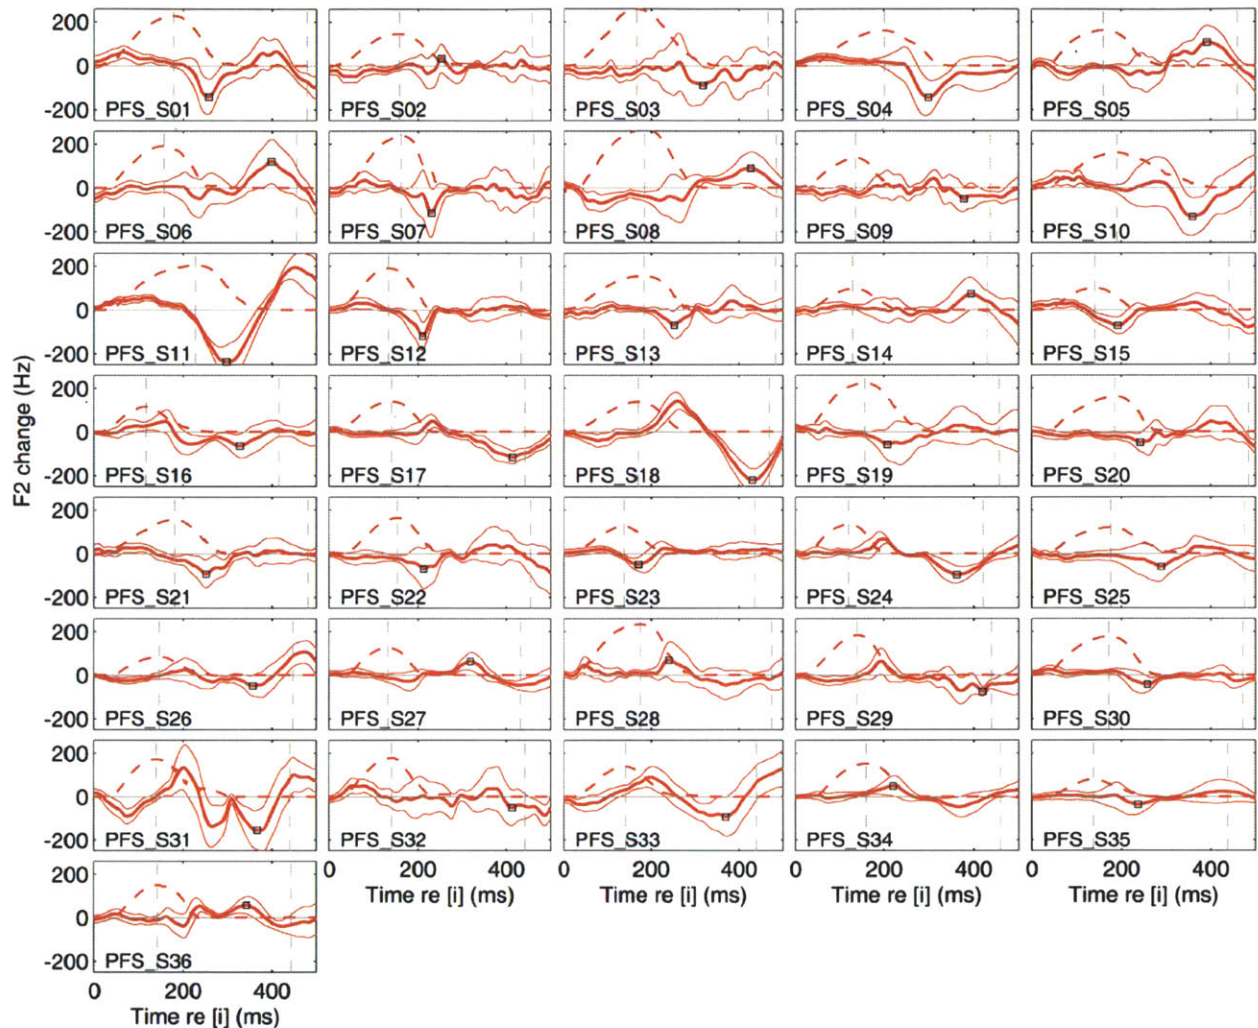 200
0
-200
PFS_S01
PFS_S02
PFS_S03
PFS_S04
PFS_S05
200
0
-200
PFS_S06
PFS_S07
PFS_S08
PFS_S09
PFS_S10
200
0
-200
PFS_S11
PFS_S12
PFS_S13
PFS_S14
PFS_S15
F2 change (Hz)
200
0
-200
PFS_S16
PFS_S17
PFS_S18
PFS_S19
PFS_S20
200
0
-200
PFS_S21
PFS_S22
PFS_S23
PFS_S24
PFS_S25
200
0
-200
PFS_S26
PFS_S27
PFS_S28
PFS_S29
PFS_S30
200
0
-200
PFS_S31
PFS_S32
PFS_S33
PFS_S34
PFS_S35
0 200 400
0 200 400
0 200 400
0 200 400
Time re [i] (ms)
Time re [i] (ms)
Time re [i] (ms)
Time re [i] (ms)
200
0
-200
PFS_S36
0 200 400
Time re [i] (ms)